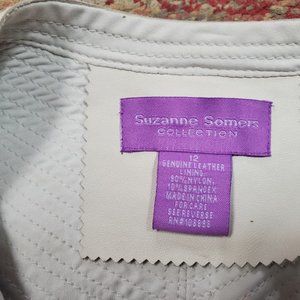 Suzanne Somers
COLLECTION
12
GENUINE LEATHER
LINING:
90% NYLON,
10% SPANDEX
MADE IN CHINA
FOR CARE
SEE REVERSE